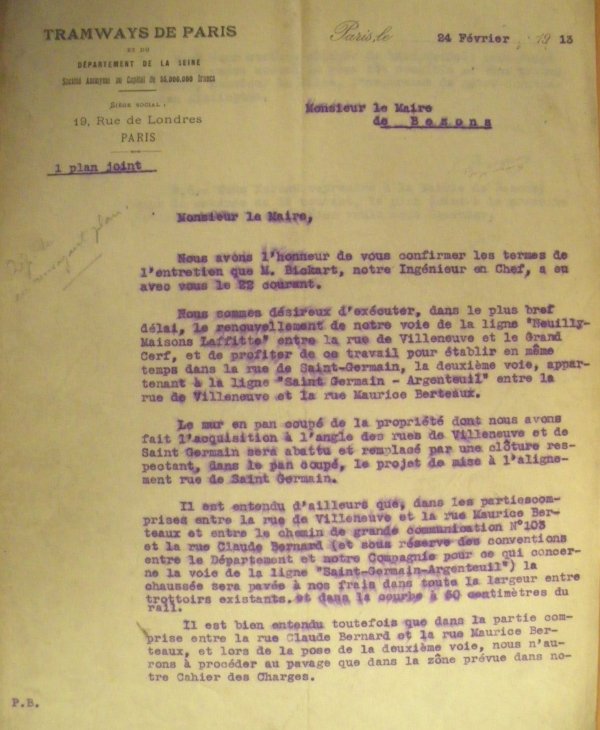 TRAMWAYS DE PARIS
ET DU
DÉPARTEMENT DE LA SEINE
Société Anonyme au Capital de 35.000.000 Francs
SIÈGE SOCIAL :
19, Rue de Londres
PARIS
1 plan joint
Paris, le 24 Février 1913
Monsieur le Maire
de Bezons
Monsieur le Maire,
Nous avons l'honneur de vous confirmer les termes de
l'entretien que M. Bickart, notre Ingénieur en Chef, a eu
avec vous le 22 courant.
Nous sommes désireux d'exécuter, dans le plus bref
délai, le renouvellement de notre voie de la ligne "Neuilly-
Maisons Laffitte" entre la rue de Villeneuve et le Grand
Cerf, et de profiter de ce travail pour établir en même
temps dans la rue de Saint-Germain, la deuxième voie, appar-
tenant à la ligne "Saint Germain - Argenteuil" entre la
rue de Villeneuve et la rue Maurice Berteaux.
Le mur en pan coupé de la propriété dont nous avons
fait l'acquisition à l'angle des rues de Villeneuve et de
Saint Germain sera abattu et remplasé par une clôture res-
pectant, dans le pan coupé, le projet de mise à l'aligne-
ment rue de Saint Germain.
Il est entendu d'ailleurs que, dans les partiescom-
prises entre la rue de Villeneuve et la rue Maurice Ber-
teaux et entre le chemin de grande communication N°103
et la rue Claude Bernard (et sous réserve des conventions
entre le Département et notre Compagnie pour ce qui concer-
ne la voie de la ligne "Saint-Germain-Argenteuil") la
chaussée sera pavée à nos frais dans toute la largeur entre
trottoirs existants. et dans la courbe à 50 centimètres du
rail.
Il est bien entendu toutefois que dans la partie com-
prise entre la rue Claude Bernard et la rue Maurice Ber-
teaux, et lors de la pose de la deuxième voie, nous n'au-
rons à procéder au pavage que dans la zône prévue dans no-
tre Cahier des Charges.
P.B.